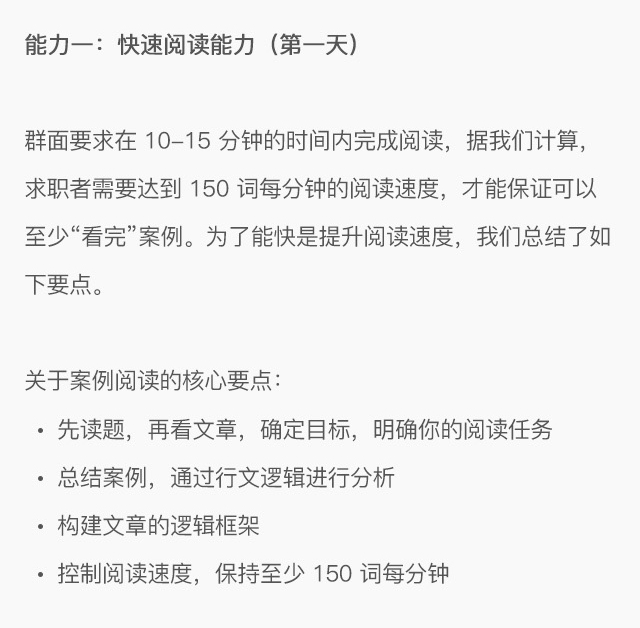 能力一：快速阅读能力（第一天）
群面要求在 10–15 分钟的时间内完成阅读，据我们计算，
求职者需要达到 150 词每分钟的阅读速度，才能保证可以
至少“看完”案例。为了能快是提升阅读速度，我们总结了如
下要点。
关于案例阅读的核心要点：
• 先读题，再看文章，确定目标，明确你的阅读任务
• 总结案例，通过行文逻辑进行分析
• 构建文章的逻辑框架
• 控制阅读速度，保持至少 150 词每分钟